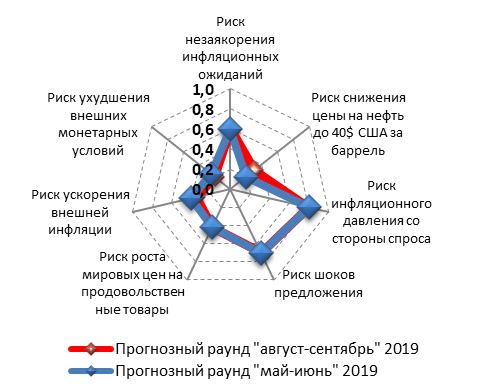 Риск
незаякорения
инфляционных
ожиданий
Риск снижения
цены на нефть
до 40$ США за
баррель
Риск
инфляционного
давления со
стороны спроса
Риск шоков
предложения
Риск роста
мировых цен на
продовольствен
ные товары
Риск ускорения
внешней
инфляции
Риск ухудшения
внешних
монетарных
условий
1,0
0,8
0,6
0,4
0,2
0,0
Прогнозный раунд "август-сентябрь" 2019
Прогнозный раунд "май-июнь" 2019